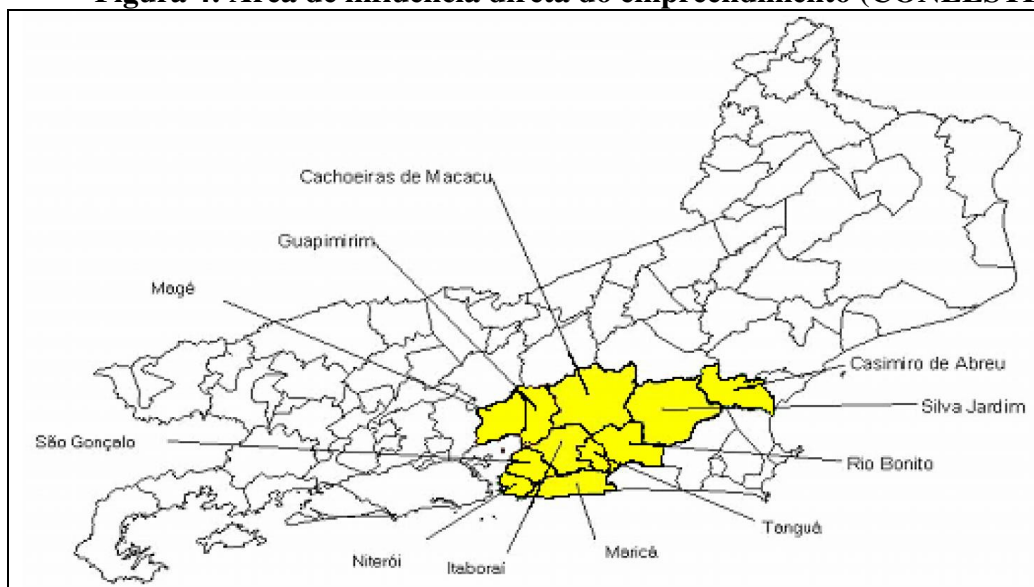 Figura 4: Área de influência direta do empreendimento (CONLESTE
Cachoeiras de Macacu
Guapimirim
Magé
Casimiro de Abreu
Silva Jardim
São Gonçalo
Rio Bonito
Tanguá
Maricá
Niterói
Itaboraí